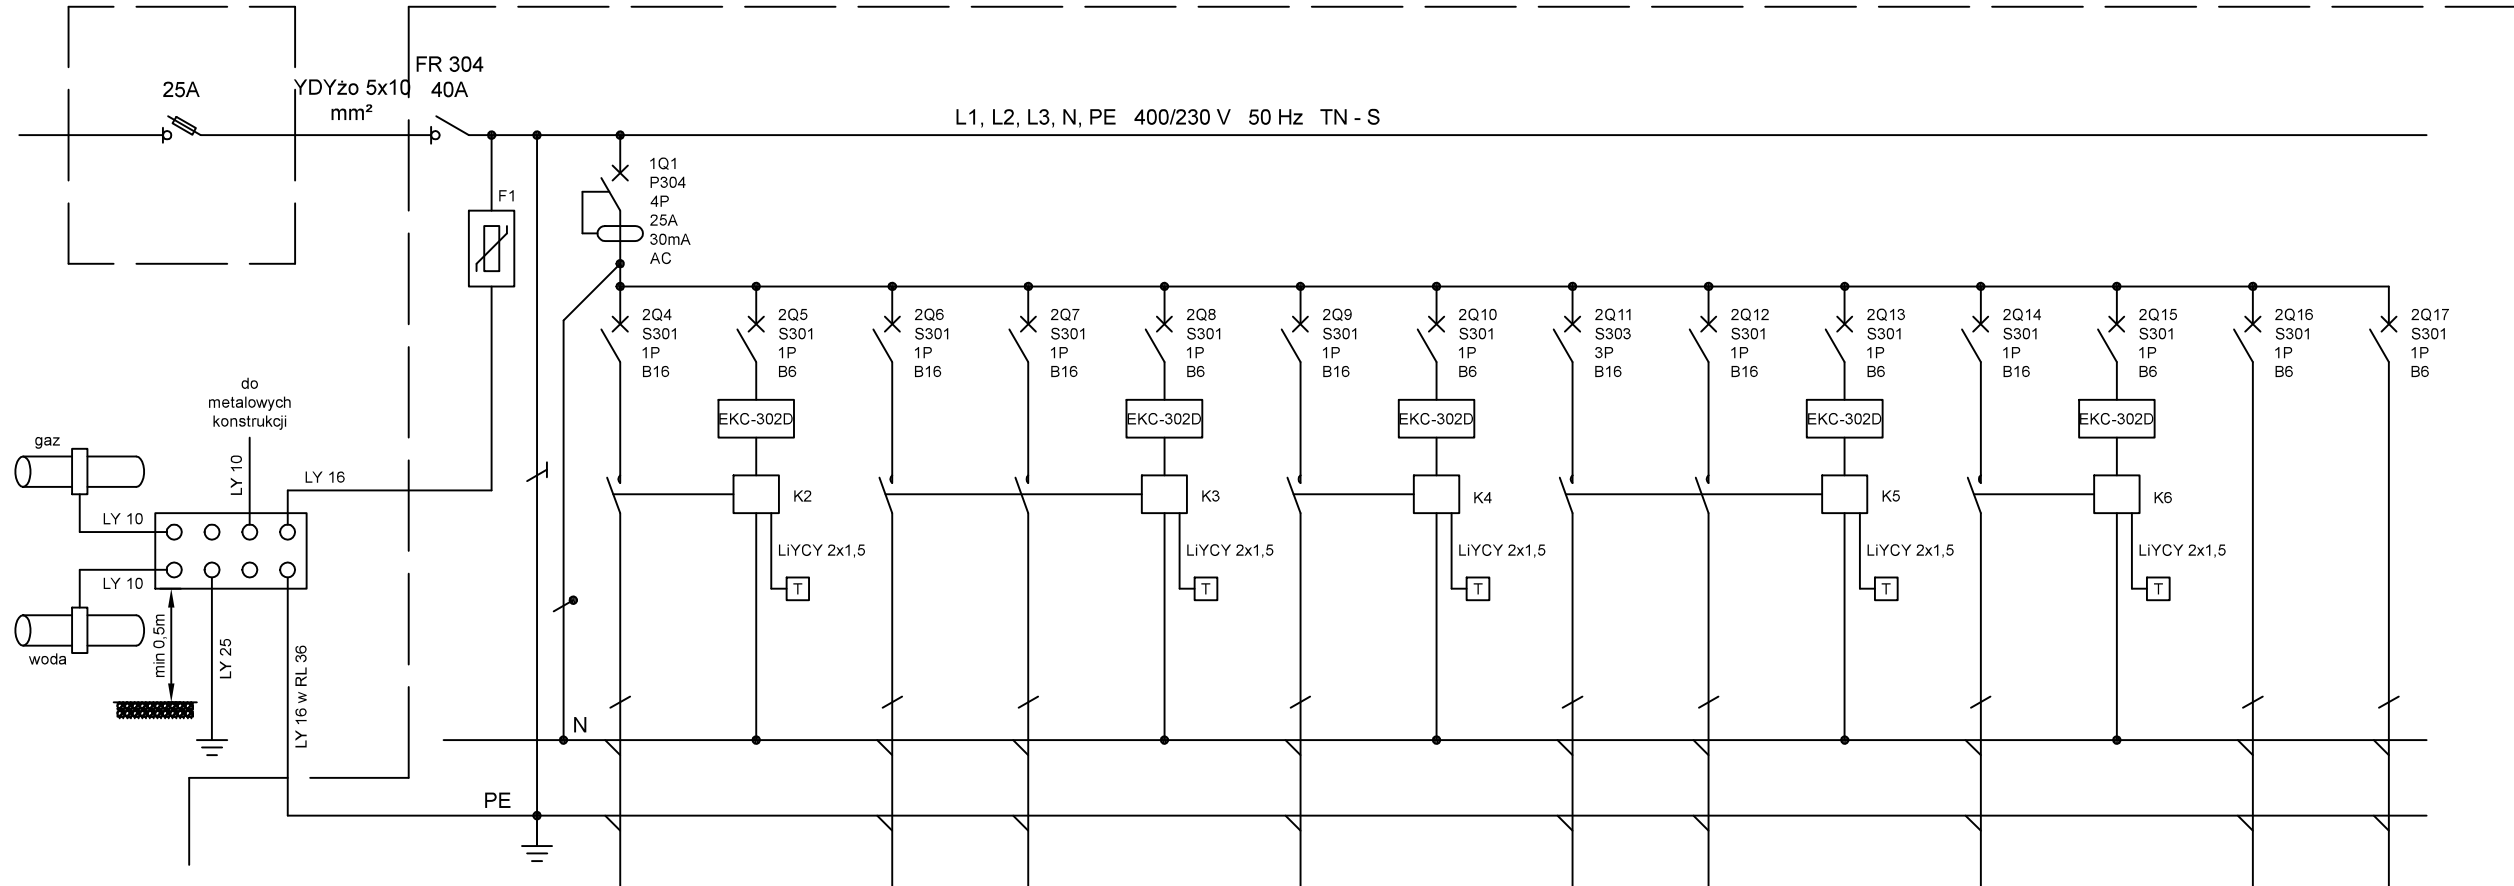 25A
YDYżo 5x10
mm²
FR 304
40A
L1, L2, L3, N, PE 400/230 V 50 Hz TN - S
F1
1Q1
P304
4P
25A
30mA
AC
2Q4
S301
1P
B16
2Q5
S301
1P
B6
2Q6
S301
1P
B16
2Q7
S301
1P
B16
2Q8
S301
1P
B6
2Q9
S301
1P
B16
2Q10
S301
1P
B6
2Q11
S303
3P
B16
2Q12
S301
1P
B16
2Q13
S301
1P
B6
2Q14
S301
1P
B16
2Q15
S301
1P
B6
2Q16
S301
1P
B6
2Q17
S301
1P
B6
EKC-302D
EKC-302D
EKC-302D
EKC-302D
EKC-302D
K2
K3
K4
K5
K6
LiYCY 2x1,5
LiYCY 2x1,5
LiYCY 2x1,5
LiYCY 2x1,5
LiYCY 2x1,5
T
T
T
T
T
do
metalowych
konstrukcji
gaz
LY 10
LY 16
LY 10
LY 10
woda
min 0,5m
LY 25
LY 16 w RL 36
N
PE